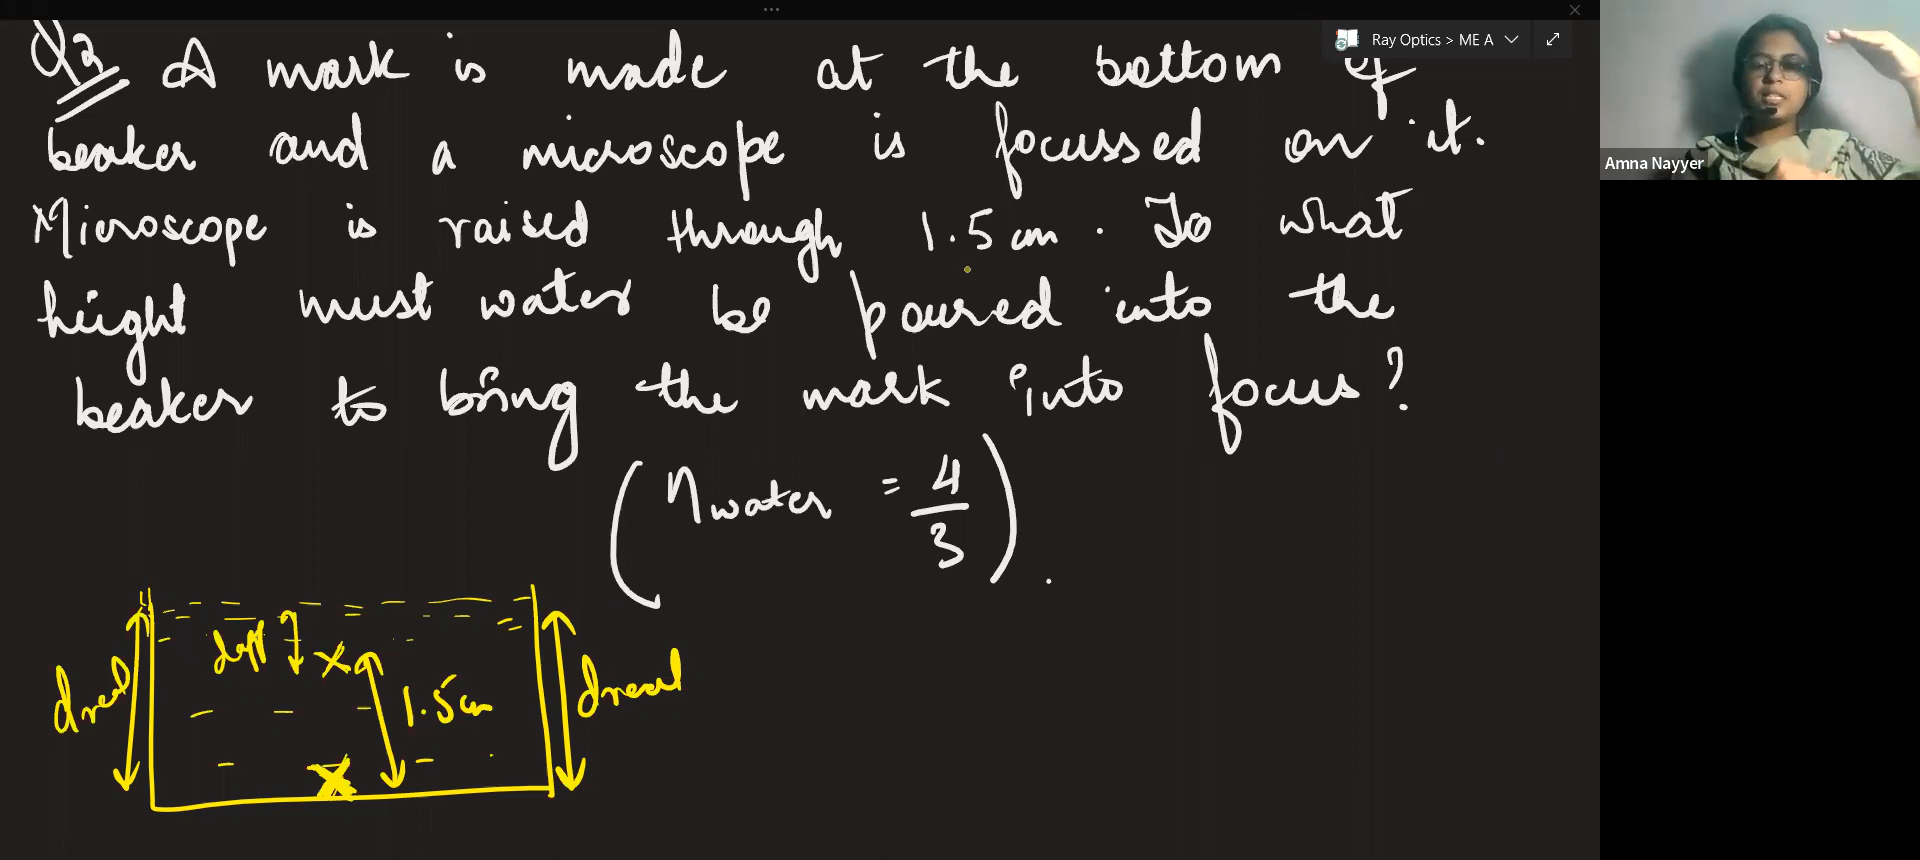 Ray Optics > ME A
Amna Nayyer
Q2 A mark is made at the bottom of
beaker and a microscope is focussed on it.
Microscope is raised through 1.5 cm. To what
height must water be poured into the
beaker to bring the mark into focus?
(ηwater = 4/3).
dreal
dapp
1.5cm
dreal